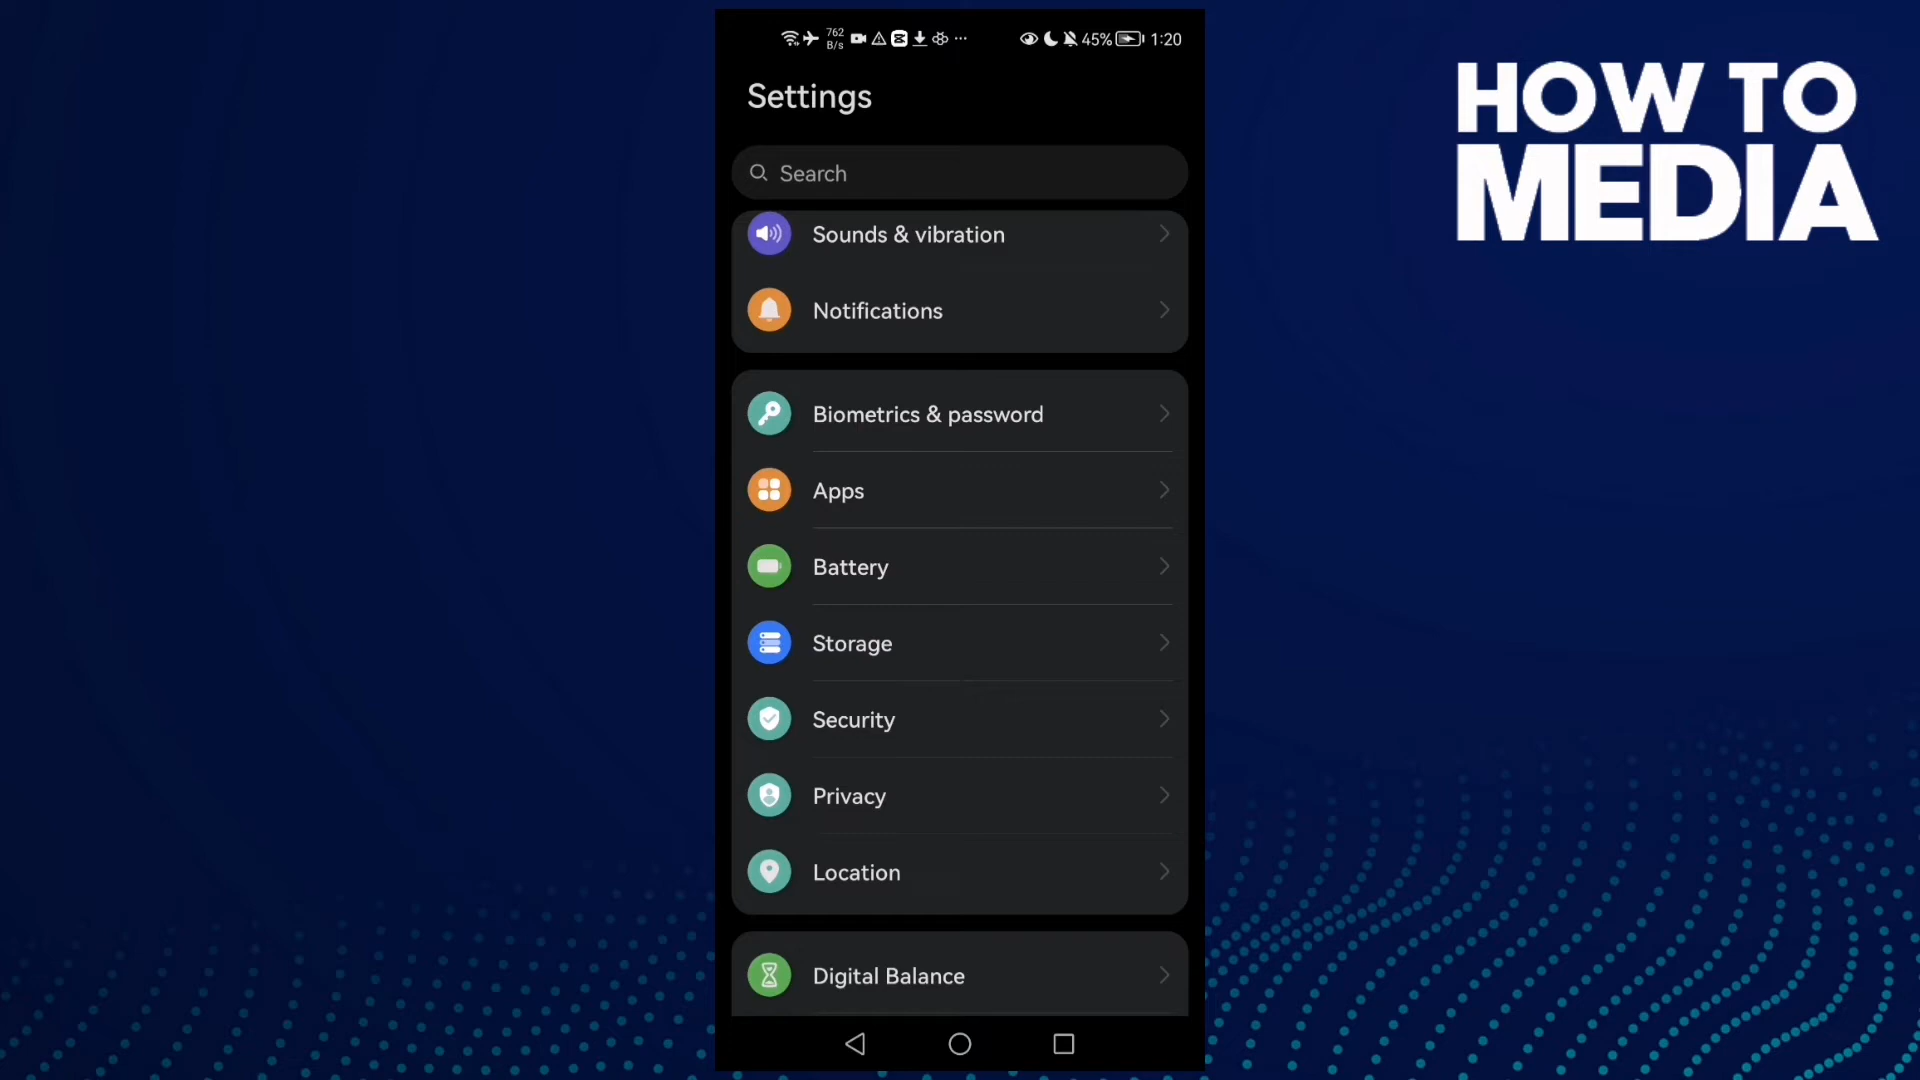 762
B/s
45%
1:20
HOW TO
MEDIA
Settings
Search
Sounds & vibration
Notifications
Biometrics & password
Apps
Battery
Storage
Security
Privacy
Location
Digital Balance